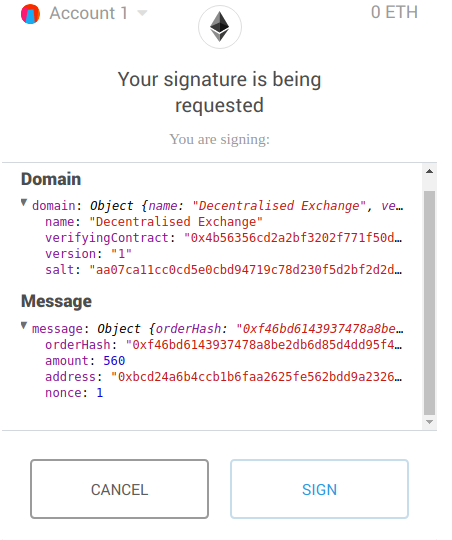 Account 1
0 ETH
Your signature is being
requested
You are signing:
Domain
domain: Object {name: "Decentralised Exchange", ve…
name: "Decentralised Exchange"
verifyingContract: "0x4b56356cd2a2bf3202f771f50d…
version: "1"
salt: "aa07ca11cc0cd5e0cbd94719c78d230f5d2bf2d2d…
Message
message: Object {orderHash: "0xf46bd6143937478a8be…
orderHash: "0xf46bd6143937478a8be2db6d85d4dd95f4…
amount: 560
address: "0xbcd24a6b4ccb1b6faa2625fe562bdd9a2326…
nonce: 1
CANCEL
SIGN